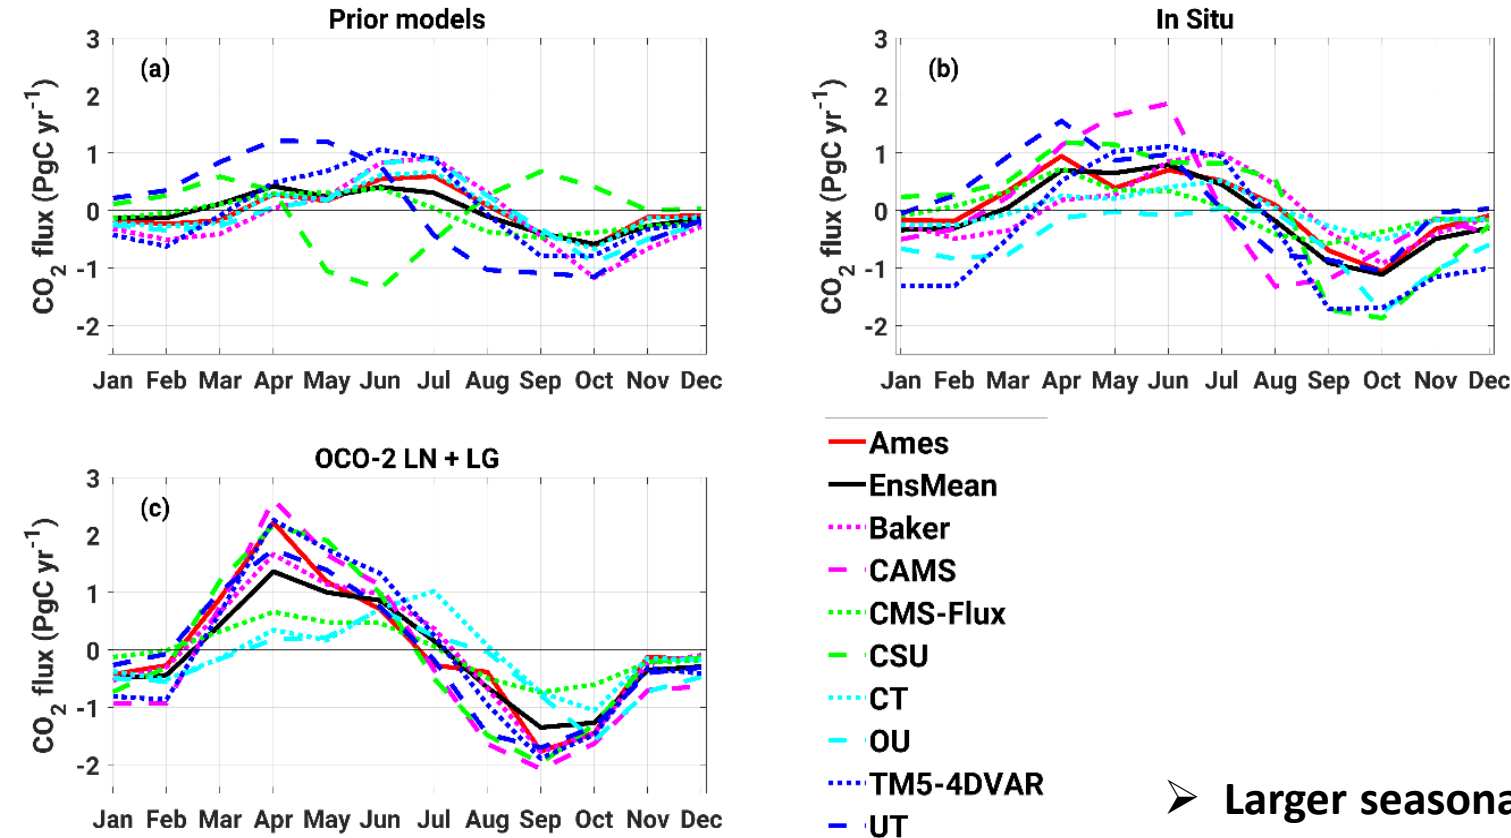 Prior models
(a)
CO2 flux (PgC yr-1)
3
2
1
0
-1
-2
Jan Feb Mar Apr May Jun Jul Aug Sep Oct Nov Dec
In Situ
(b)
CO2 flux (PgC yr-1)
3
2
1
0
-1
-2
Jan Feb Mar Apr May Jun Jul Aug Sep Oct Nov Dec
OCO-2 LN + LG
(c)
CO2 flux (PgC yr-1)
3
2
1
0
-1
-2
Jan Feb Mar Apr May Jun Jul Aug Sep Oct Nov Dec
Ames
EnsMean
Baker
CAMS
CMS-Flux
CSU
CT
OU
TM5-4DVAR
UT
➢ Larger seasona